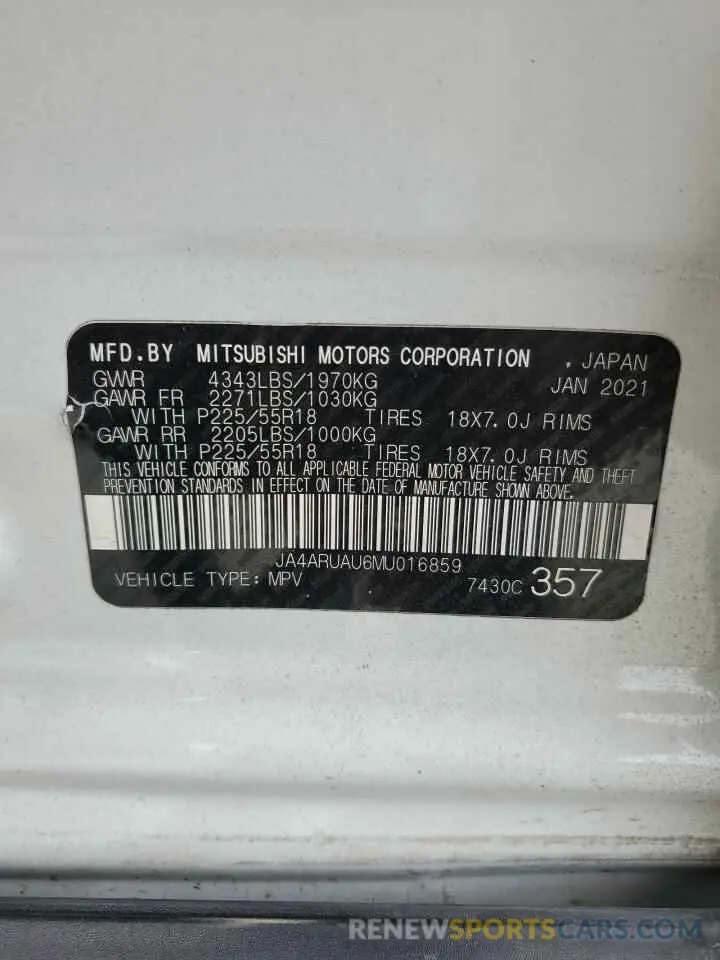 MFD.BY MITSUBISHI MOTORS CORPORATION , JAPAN
GVWR 4343LBS/1970KG JAN 2021
GAWR FR 2271LBS/1030KG
WITH P225/55R18 TIRES 18X7.0J RIMS
GAWR RR 2205LBS/1000KG
WITH P225/55R18 TIRES 18X7.0J RIMS
THIS VEHICLE CONFORMS TO ALL APPLICABLE FEDERAL MOTOR VEHICLE SAFETY AND THEFT
PREVENTION STANDARDS IN EFFECT ON THE DATE OF MANUFACTURE SHOWN ABOVE.
JA4ARUAU6MU016859
VEHICLE TYPE: MPV 7430C 357
RENEWSPORTSCARS.COM